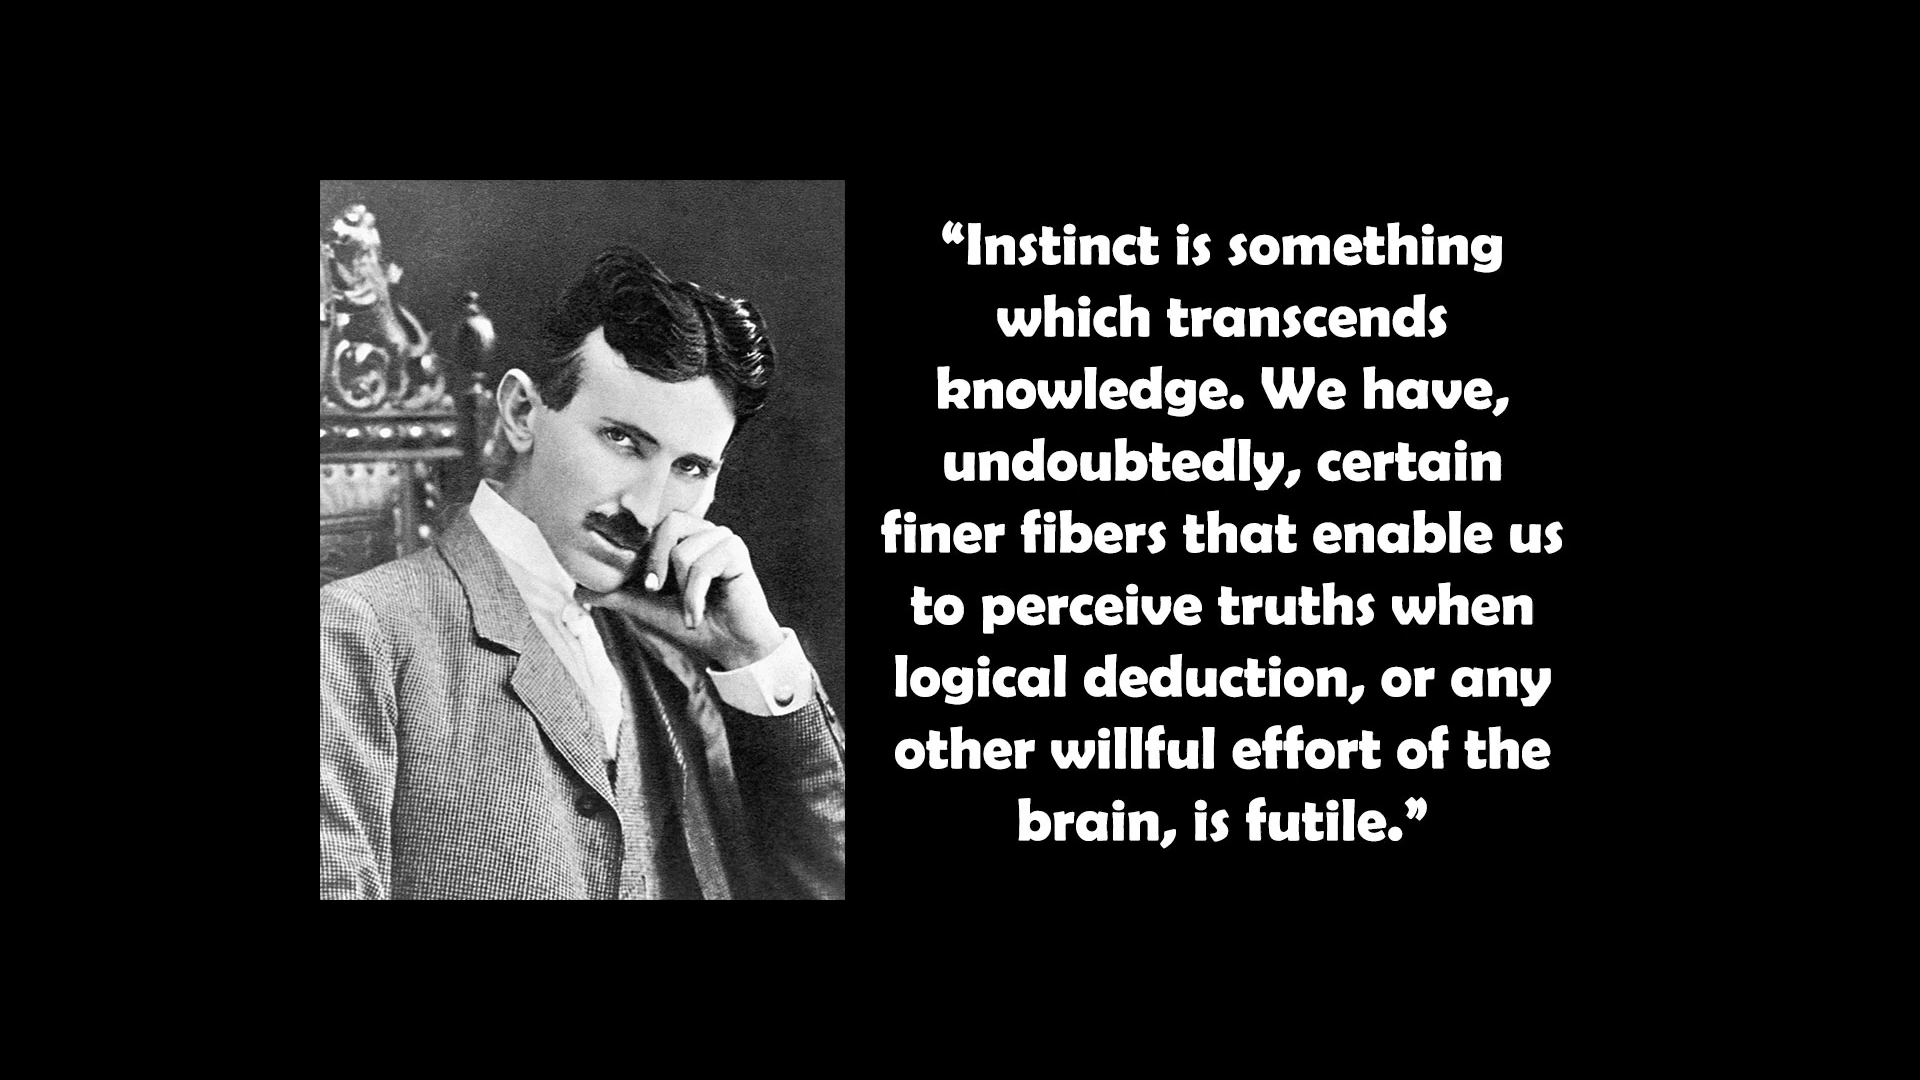 “Instinct is something
which transcends
knowledge. We have,
undoubtedly, certain
finer fibers that enable us
to perceive truths when
logical deduction, or any
other willful effort of the
brain, is futile.”